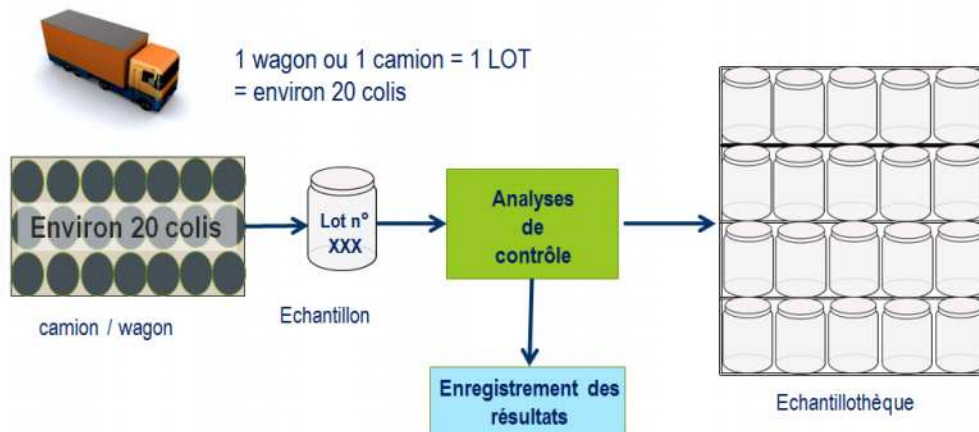 1 wagon ou 1 camion = 1 LOT
= environ 20 colis
Environ 20 colis
camion / wagon
Lot n°
XXX
Echantillon
Analyses
de
contrôle
Enregistrement des
résultats
Echantillothèque